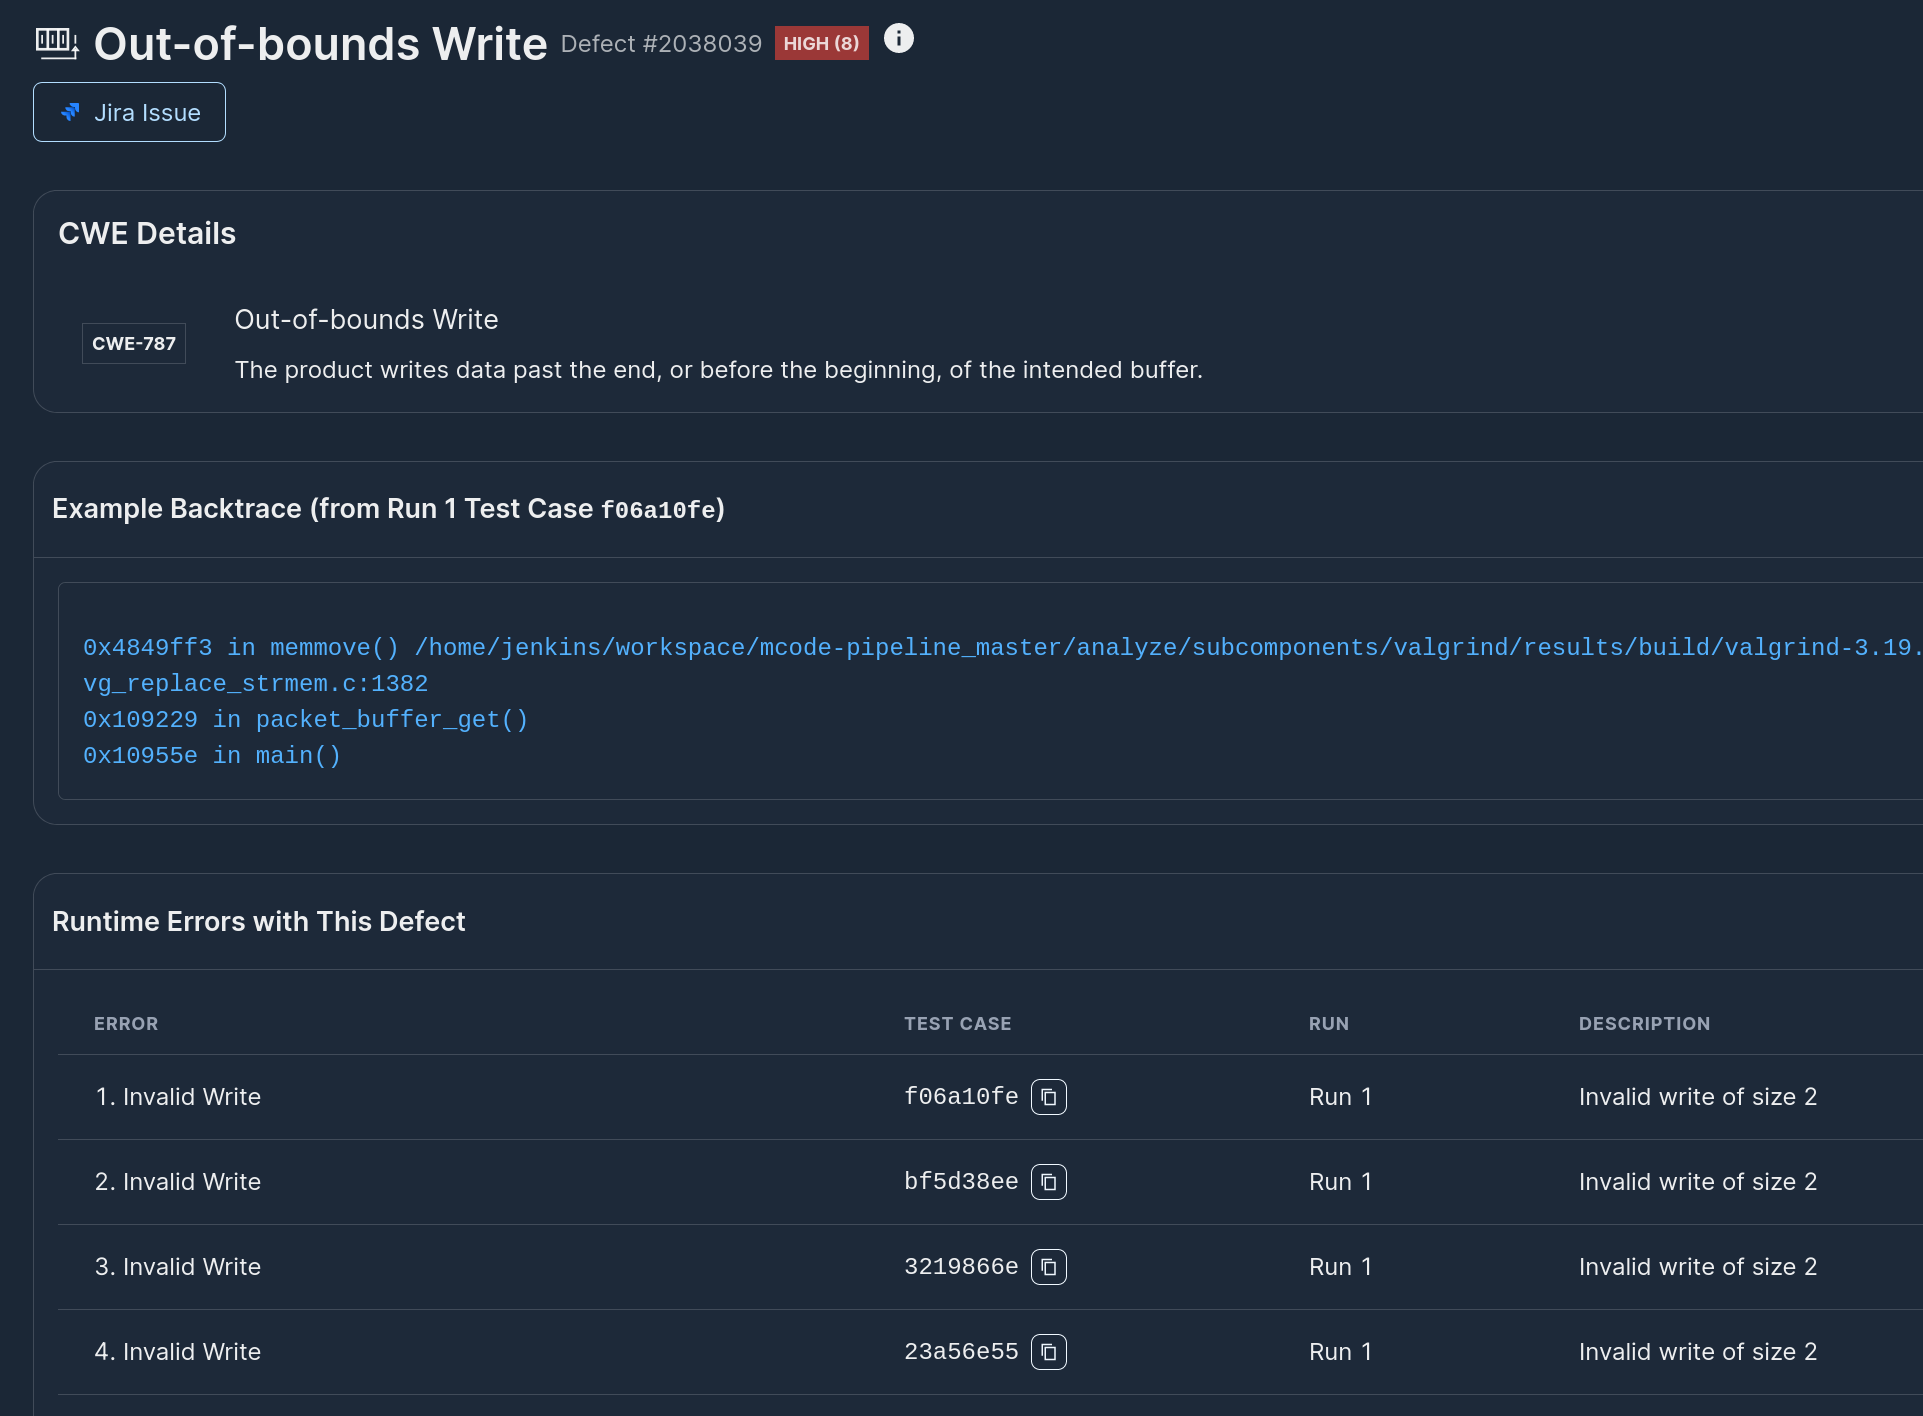 Out-of-bounds Write Defect #2038039 HIGH (8)
Jira Issue
CWE Details
CWE-787
Out-of-bounds Write
The product writes data past the end, or before the beginning, of the intended buffer.
Example Backtrace (from Run 1 Test Case f06a10fe)
0x4849ff3 in memmove() /home/jenkins/workspace/mcode-pipeline_master/analyze/subcomponents/valgrind/results/build/valgrind-3.19.
vg_replace_strmem.c:1382
0x109229 in packet_buffer_get()
0x10955e in main()
Runtime Errors with This Defect
ERROR TEST CASE RUN DESCRIPTION
1. Invalid Write f06a10fe Run 1 Invalid write of size 2
2. Invalid Write bf5d38ee Run 1 Invalid write of size 2
3. Invalid Write 3219866e Run 1 Invalid write of size 2
4. Invalid Write 23a56e55 Run 1 Invalid write of size 2